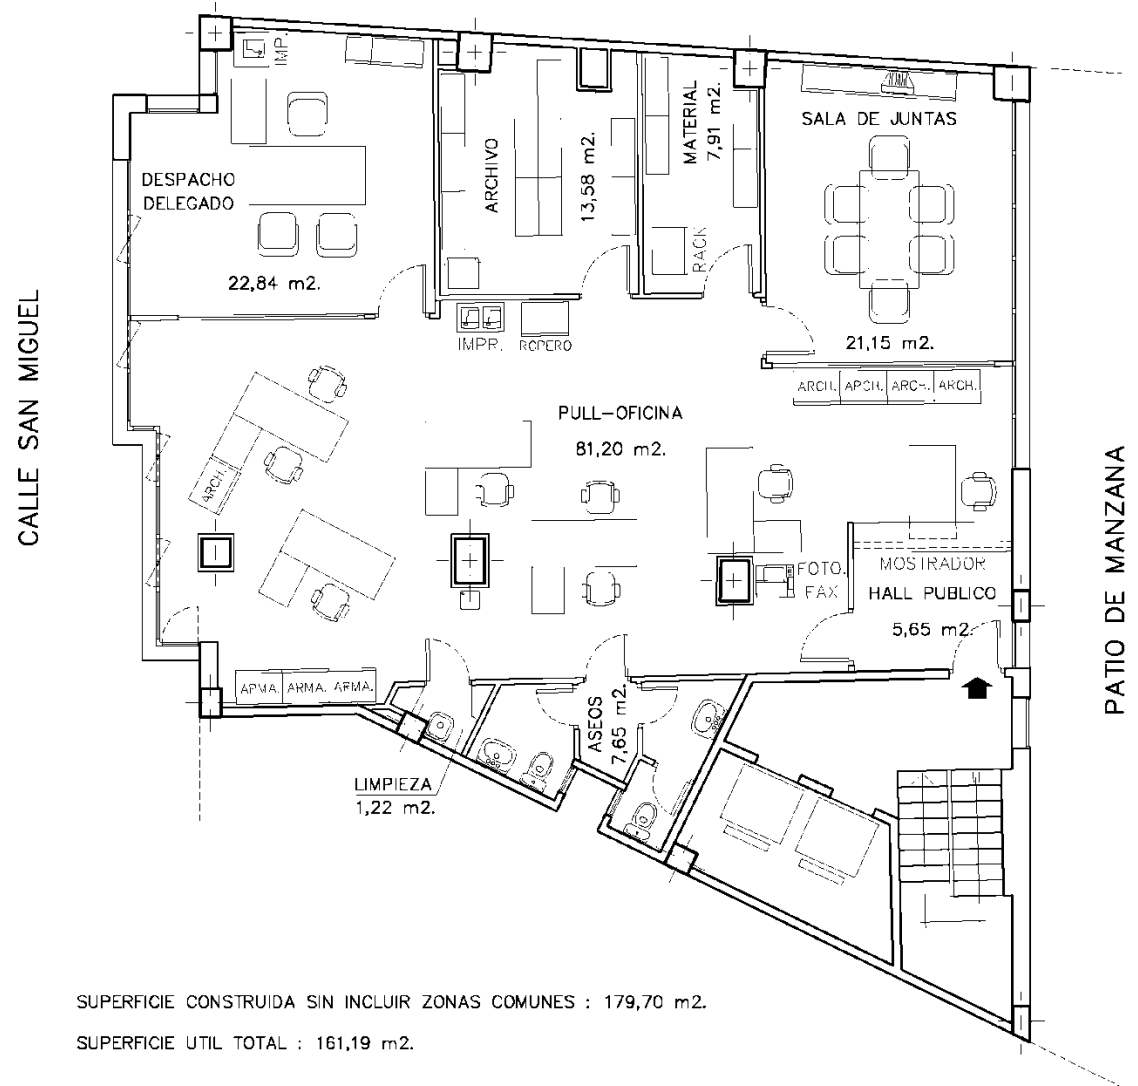 IMP.
SALA DE JUNTAS
MATERIAL
7,91 m2.
ARCHIVO
13,58 m2.
DESPACHO
DELEGADO
22,84 m2.
RACK
CALLE SAN MIGUEL
IMPR.
ROPERO
21,15 m2.
ARCH. ARCH. ARCH. ARCH.
PULL-OFICINA
81,20 m2.
ARCH.
PATIO DE MANZANA
MOSTRADOR
FOTO.
FAX
HALL PUBLICO
5,65 m2.
ARMA. ARMA. ARMA.
ASEOS
7,65 m2.
LIMPIEZA
1,22 m2.
SUPERFICIE CONSTRUIDA SIN INCLUIR ZONAS COMUNES : 179,70 m2.
SUPERFICIE UTIL TOTAL : 161,19 m2.